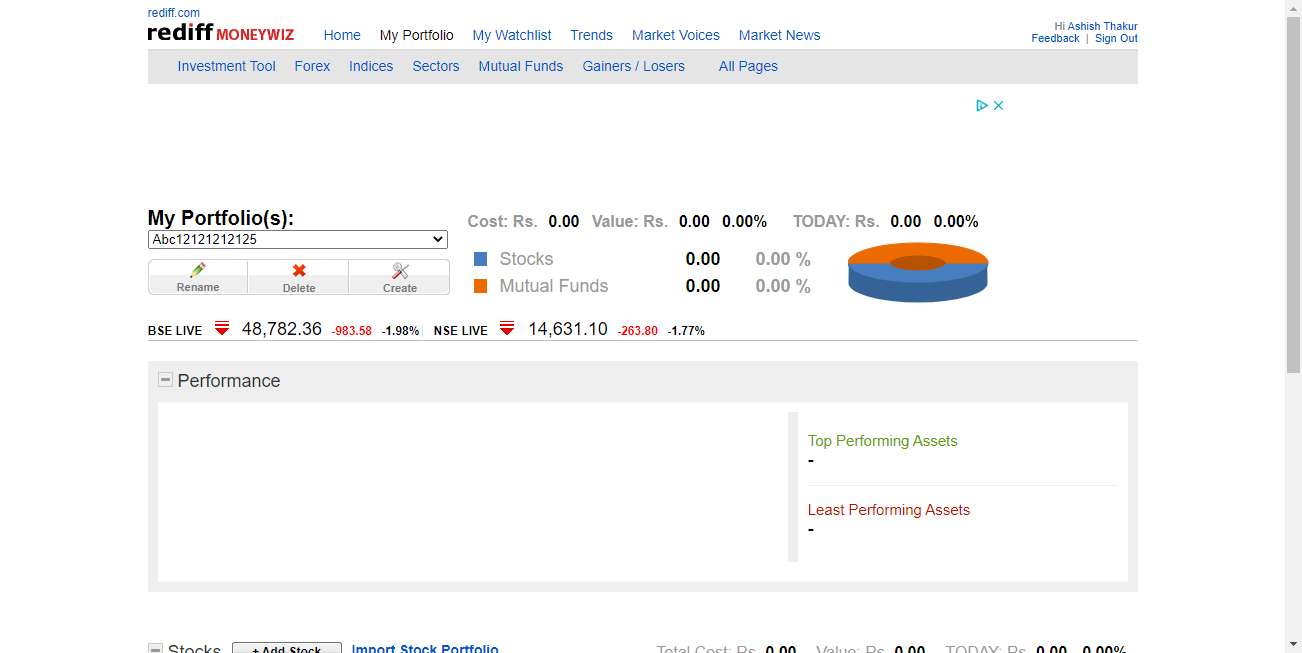 rediff.com
rediff MONEYWIZ
Home My Portfolio My Watchlist Trends Market Voices Market News
Hi Ashish Thakur
Feedback | Sign Out
Investment Tool Forex Indices Sectors Mutual Funds Gainers / Losers All Pages
My Portfolio(s):
Abc12121212125
Rename Delete Create
Cost: Rs. 0.00 Value: Rs. 0.00 0.00% TODAY: Rs. 0.00 0.00%
Stocks 0.00 0.00 %
Mutual Funds 0.00 0.00 %
BSE LIVE 48,782.36 -983.58 -1.98% NSE LIVE 14,631.10 -263.80 -1.77%
Performance
Top Performing Assets
-
Least Performing Assets
-
Stocks + Add Stock Import Stock Portfolio Total Cost: Rs. 0.00 Value: Rs. 0.00 TODAY: Rs. 0.00 0.00%